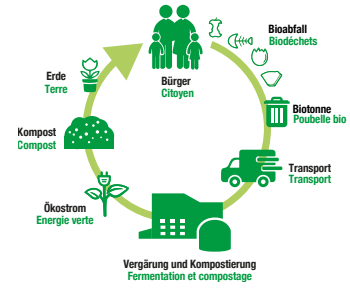 Bürger
Citoyen
Bioabfall
Biodéchets
Biotonne
Poubelle bio
Transport
Transport
Vergärung und Kompostierung
Fermentation et compostage
Ökostrom
Energie verte
Kompost
Compost
Erde
Terre